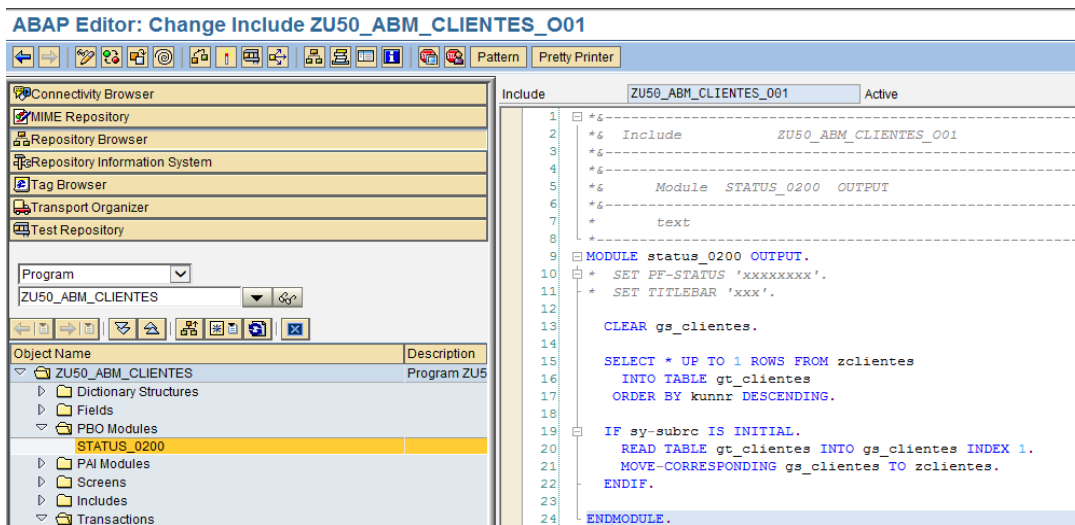 ABAP Editor: Change Include ZU50_ABM_CLIENTES_O01
Pattern Pretty Printer
Connectivity Browser
MIME Repository
Repository Browser
Repository Information System
Tag Browser
Transport Organizer
Test Repository
Program
ZU50_ABM_CLIENTES
Object Name Description
ZU50_ABM_CLIENTES Program ZU5
Dictionary Structures
Fields
PBO Modules
STATUS_0200
PAI Modules
Screens
Includes
Transactions
Include ZU50_ABM_CLIENTES_O01 Active
1 *&---------------------------------------------------------------------
2 *&  Include           ZU50_ABM_CLIENTES_O01
3 *&---------------------------------------------------------------------
4 *&---------------------------------------------------------------------
5 *&      Module  STATUS_0200  OUTPUT
6 *&---------------------------------------------------------------------
7 *       text
8 *----------------------------------------------------------------------
9 MODULE status_0200 OUTPUT.
10 *  SET PF-STATUS 'xxxxxxxx'.
11 *  SET TITLEBAR 'xxx'.
12
13   CLEAR gs_clientes.
14
15   SELECT * UP TO 1 ROWS FROM zclientes
16     INTO TABLE gt_clientes
17    ORDER BY kunnr DESCENDING.
18
19   IF sy-subrc IS INITIAL.
20     READ TABLE gt_clientes INTO gs_clientes INDEX 1.
21     MOVE-CORRESPONDING gs_clientes TO zclientes.
22   ENDIF.
23
24 ENDMODULE.